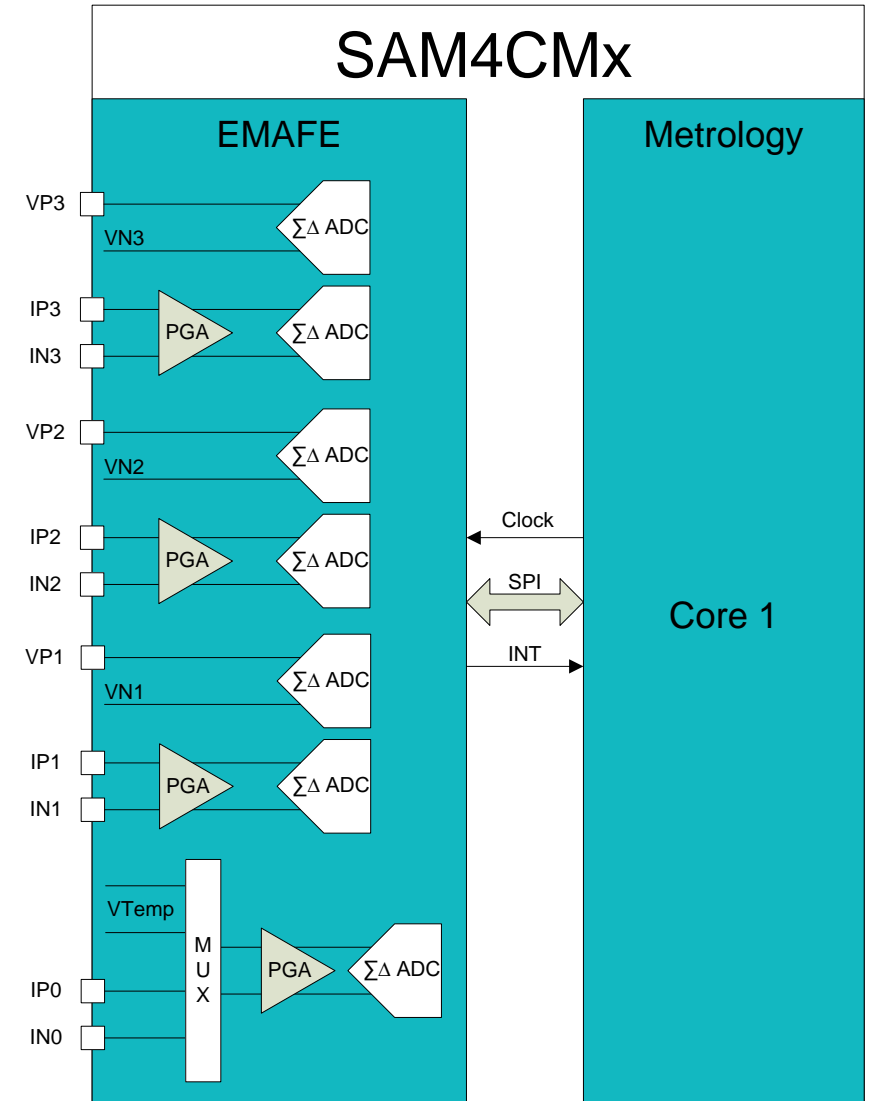 SAM4CMx
EMAFE
Metrology
VP3
VN3
∑∆ ADC
IP3
IN3
PGA
∑∆ ADC
VP2
VN2
∑∆ ADC
IP2
IN2
PGA
∑∆ ADC
Clock
SPI
INT
Core 1
VP1
VN1
∑∆ ADC
IP1
IN1
PGA
∑∆ ADC
VTemp
M
U
X
IP0
IN0
PGA
∑∆ ADC